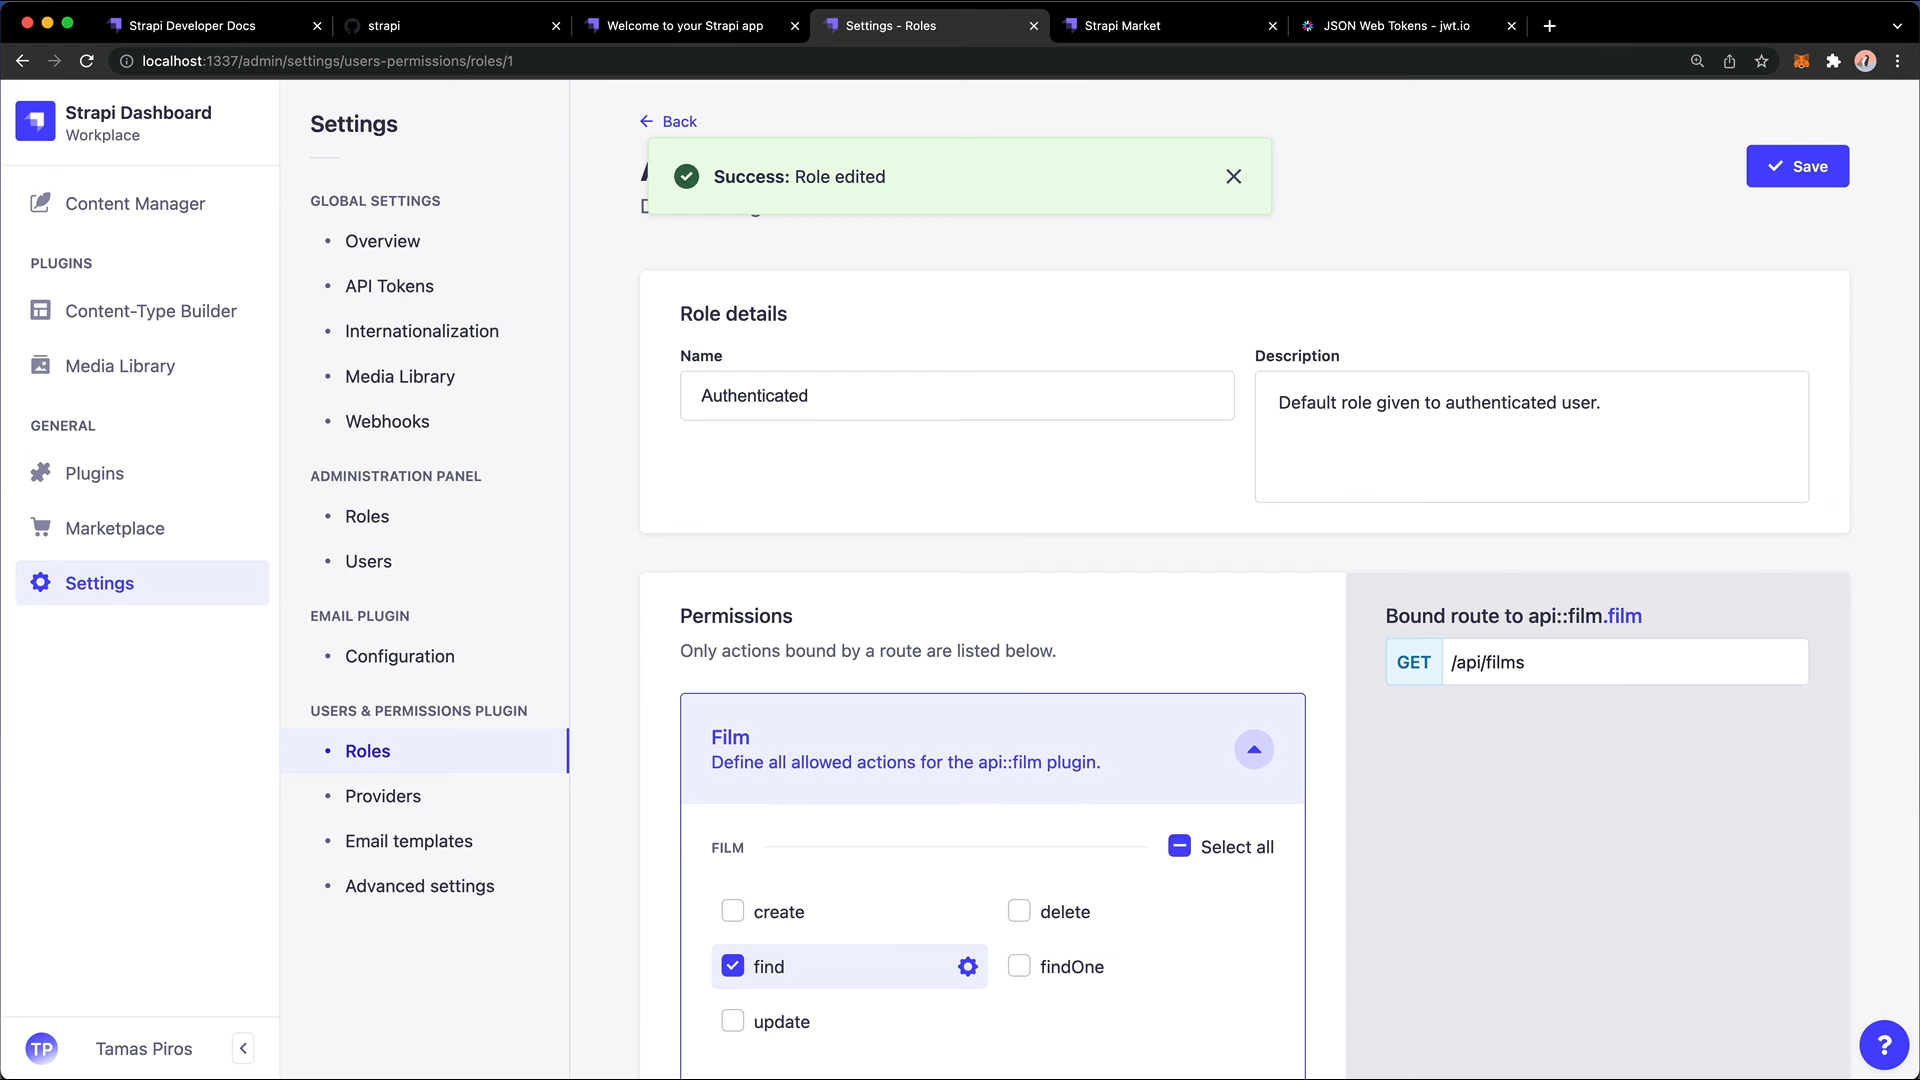 Strapi Developer Docs
strapi
Welcome to your Strapi app
Settings - Roles
Strapi Market
JSON Web Tokens - jwt.io
localhost:1337/admin/settings/users-permissions/roles/1
Strapi Dashboard
Workplace
Content Manager
PLUGINS
Content-Type Builder
Media Library
GENERAL
Plugins
Marketplace
Settings
TP
Tamas Piros
Settings
GLOBAL SETTINGS
Overview
API Tokens
Internationalization
Media Library
Webhooks
ADMINISTRATION PANEL
Roles
Users
EMAIL PLUGIN
Configuration
USERS & PERMISSIONS PLUGIN
Roles
Providers
Email templates
Advanced settings
Back
Success: Role edited
Save
Role details
Name
Authenticated
Description
Default role given to authenticated user.
Permissions
Only actions bound by a route are listed below.
Film
Define all allowed actions for the api::film plugin.
FILM
Select all
create
delete
find
findOne
update
Bound route to api::film.film
GET /api/films
?